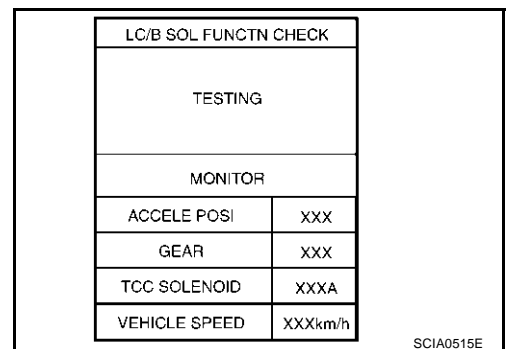 LC/B SOL FUNCTN CHECK
TESTING
MONITOR
ACCELE POSI XXX
GEAR XXX
TCC SOLENOID XXXA
VEHICLE SPEED XXXkm/h
SCIA0515E